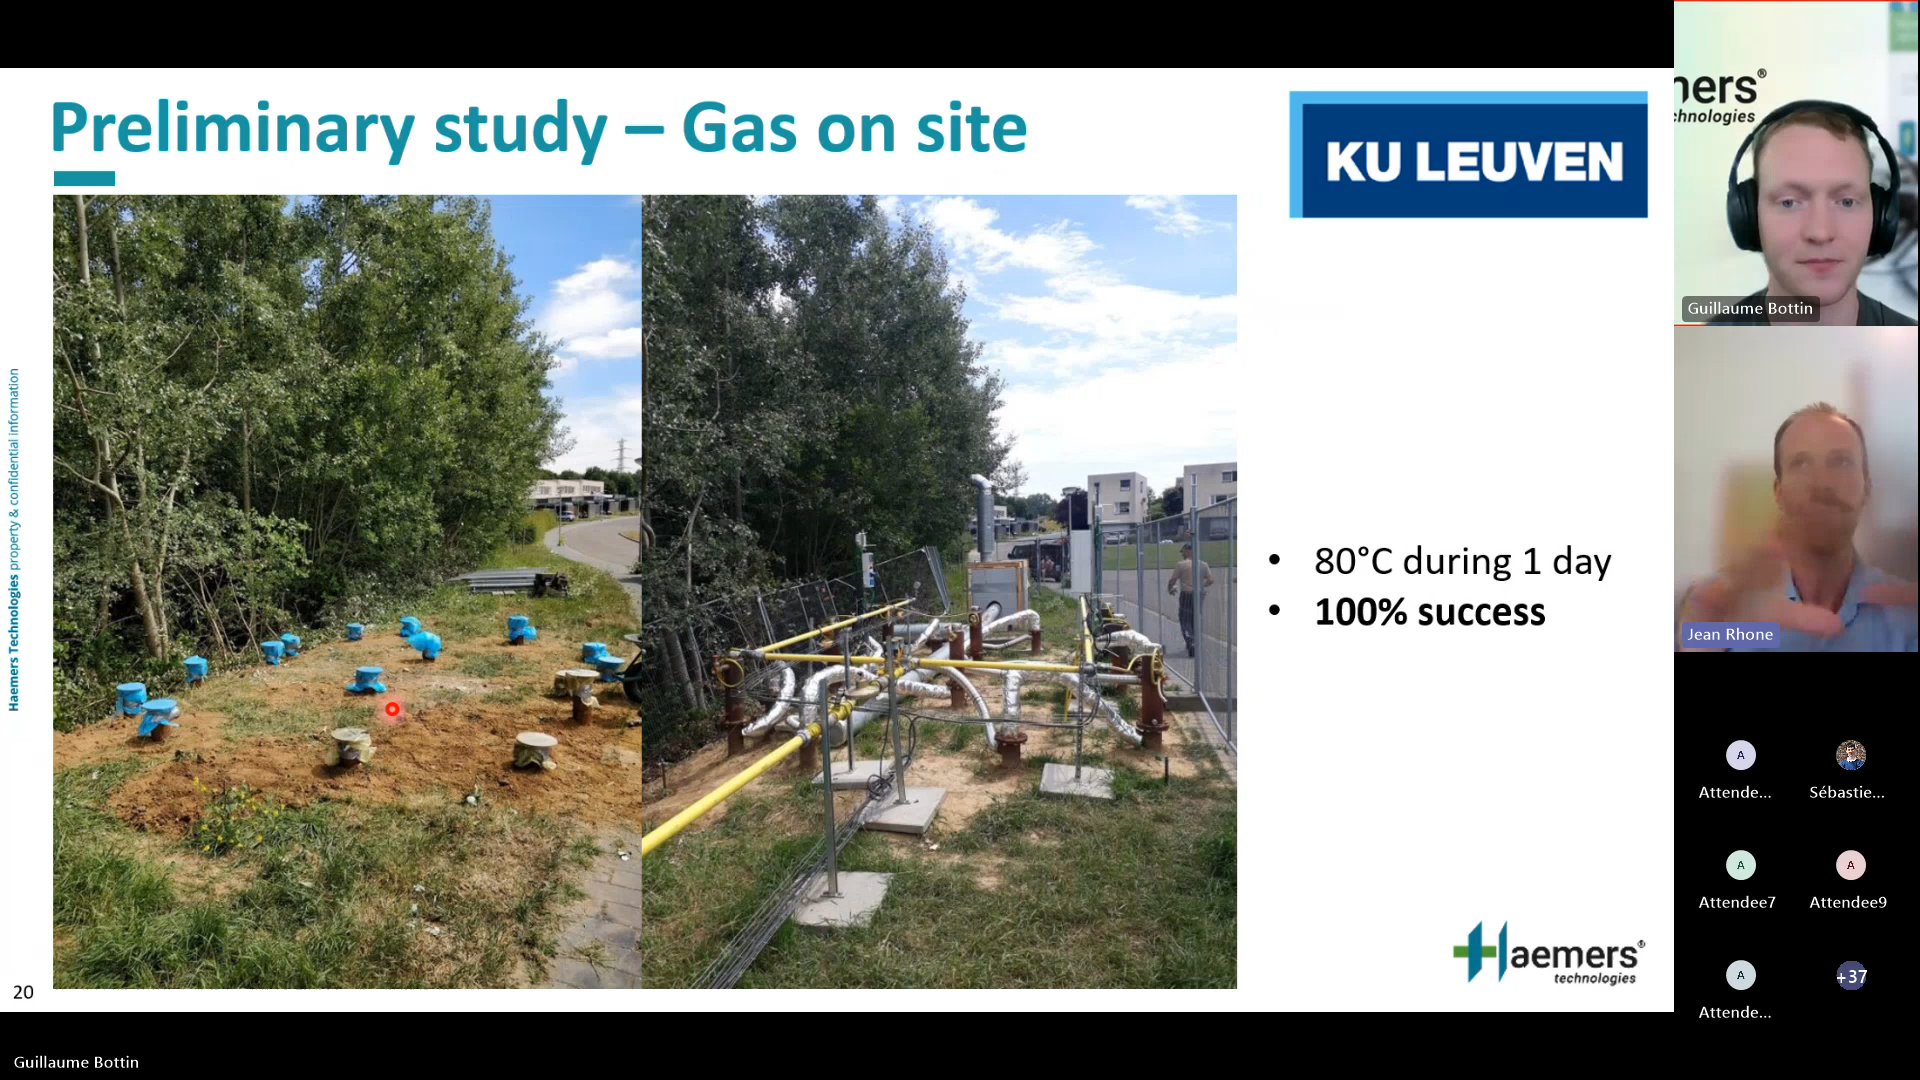 Preliminary study – Gas on site
KU LEUVEN
Haemers Technologies property & confidential information
• 80°C during 1 day
• 100% success
Haemers®
technologies
20
ners®
chnologies
Guillaume Bottin
Jean Rhone
A
Attende...
Sébastie...
A
Attendee7
A
Attendee9
A
Attende...
+37
Guillaume Bottin